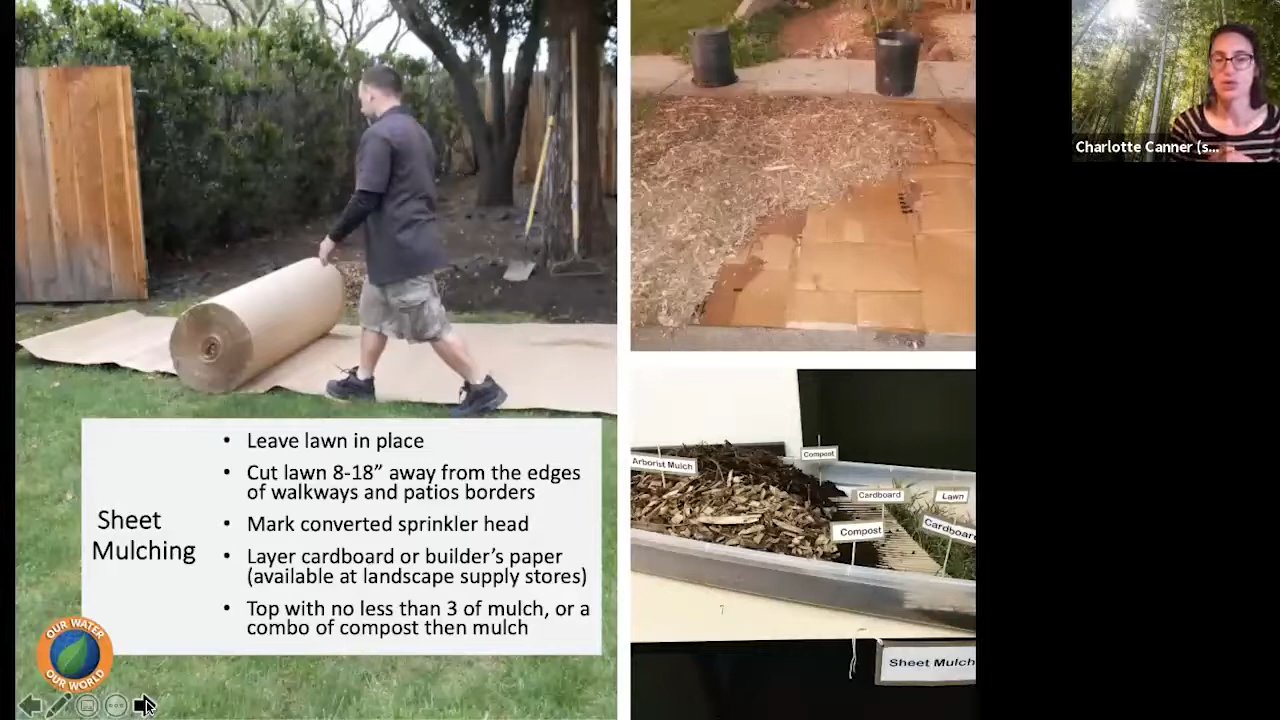 Charlotte Canner (s...
Sheet
Mulching
• Leave lawn in place
• Cut lawn 8-18” away from the edges
of walkways and patios borders
• Mark converted sprinkler head
• Layer cardboard or builder’s paper
(available at landscape supply stores)
• Top with no less than 3 of mulch, or a
combo of compost then mulch
OUR WATER
OUR WORLD
Arborist Mulch
Compost
Cardboard
Lawn
Compost
Cardboar
Sheet Mulch